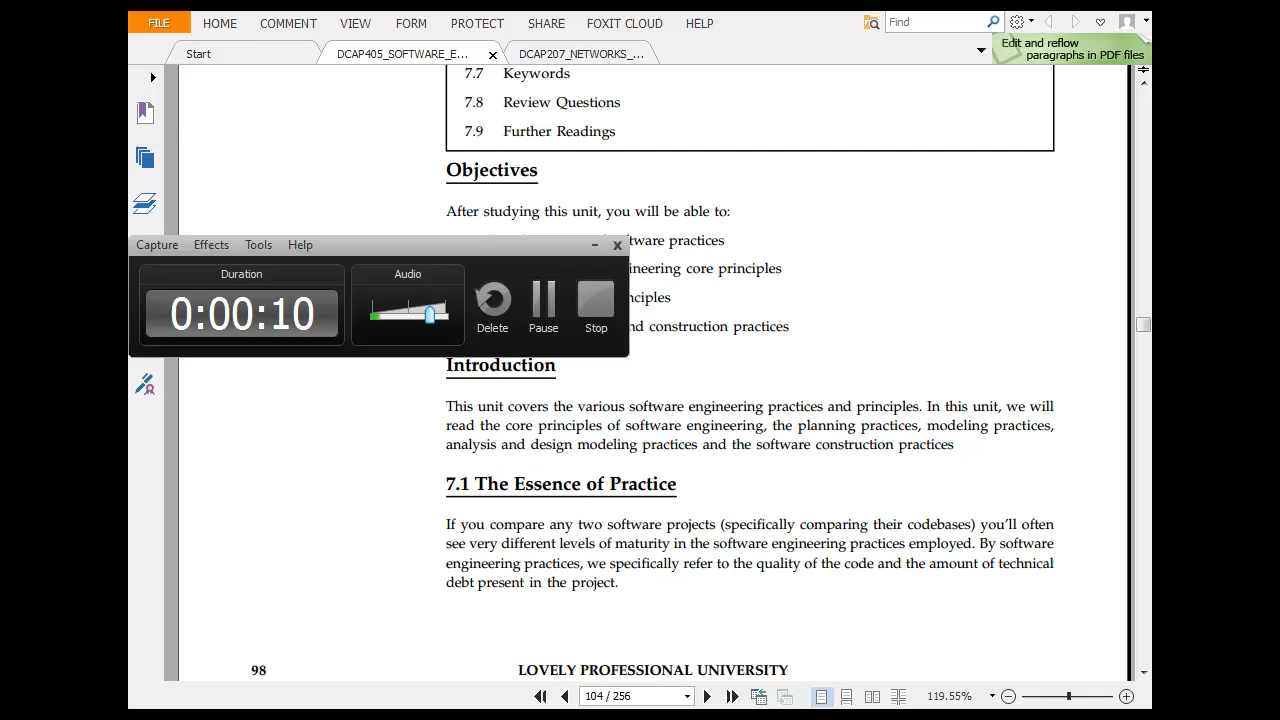 FILE HOME COMMENT VIEW FORM PROTECT SHARE FOXIT CLOUD HELP Find
Edit and reflow
paragraphs in PDF files
Start DCAP405_SOFTWARE_E... DCAP207_NETWORKS_...
7.7 Keywords
7.8 Review Questions
7.9 Further Readings
Objectives
After studying this unit, you will be able to:
software practices
engineering core principles
principles
and construction practices
Capture Effects Tools Help
Duration Audio
0:00:10
Delete Pause Stop
Introduction
This unit covers the various software engineering practices and principles. In this unit, we will
read the core principles of software engineering, the planning practices, modeling practices,
analysis and design modeling practices and the software construction practices
7.1 The Essence of Practice
If you compare any two software projects (specifically comparing their codebases) you'll often
see very different levels of maturity in the software engineering practices employed. By software
engineering practices, we specifically refer to the quality of the code and the amount of technical
debt present in the project.
98 LOVELY PROFESSIONAL UNIVERSITY
104 / 256 119.55%